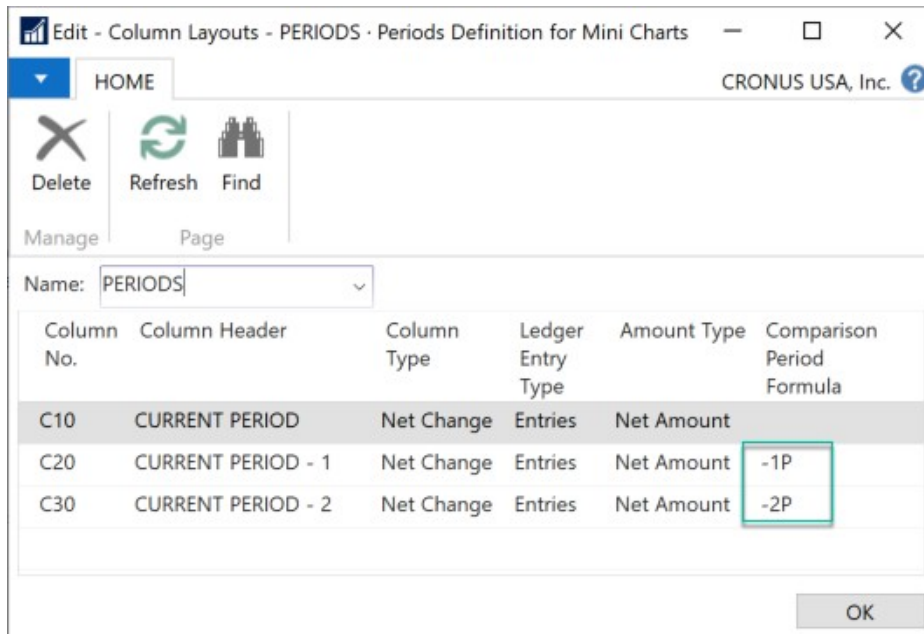 Edit - Column Layouts - PERIODS · Periods Definition for Mini Charts
HOME
CRONUS USA, Inc. ?
Delete Refresh Find
Manage Page
Name: PERIODS
Column No. Column Header Column Type Ledger Entry Type Amount Type Comparison Period Formula
C10 CURRENT PERIOD Net Change Entries Net Amount
C20 CURRENT PERIOD - 1 Net Change Entries Net Amount -1P
C30 CURRENT PERIOD - 2 Net Change Entries Net Amount -2P
OK